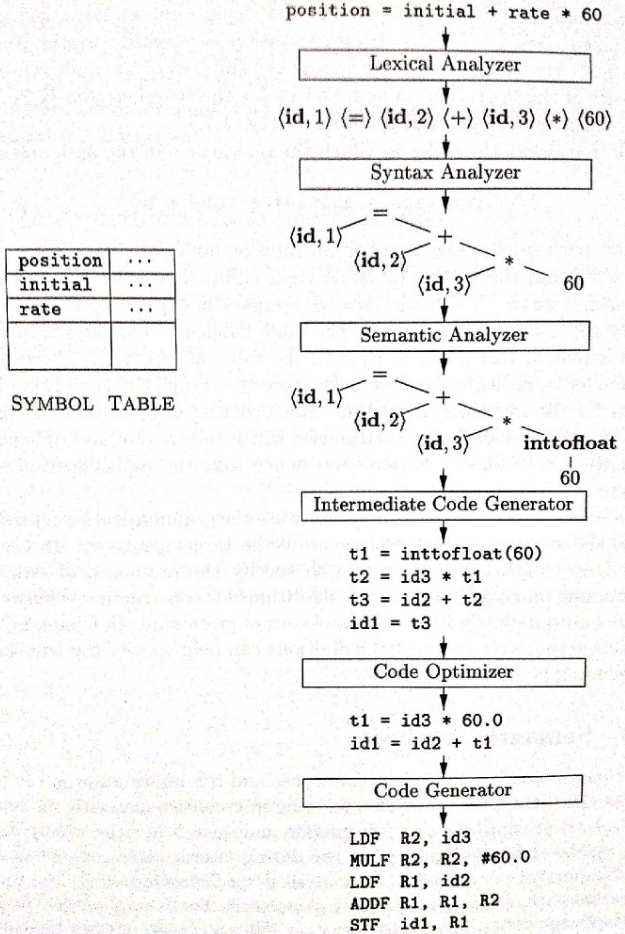 position = initial + rate * 60
Lexical Analyzer
⟨id, 1⟩ ⟨=⟩ ⟨id, 2⟩ ⟨+⟩ ⟨id, 3⟩ ⟨*⟩ ⟨60⟩
Syntax Analyzer
=
⟨id, 1⟩ +
⟨id, 2⟩ *
⟨id, 3⟩ 60
position ...
initial ...
rate ...
SYMBOL TABLE
Semantic Analyzer
=
⟨id, 1⟩ +
⟨id, 2⟩ *
⟨id, 3⟩ inttofloat
60
Intermediate Code Generator
t1 = inttofloat(60)
t2 = id3 * t1
t3 = id2 + t2
id1 = t3
Code Optimizer
t1 = id3 * 60.0
id1 = id2 + t1
Code Generator
LDF R2, id3
MULF R2, R2, #60.0
LDF R1, id2
ADDF R1, R1, R2
STF id1, R1